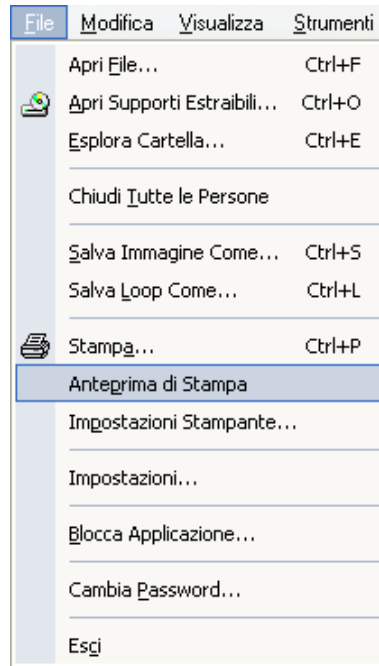 File Modifica Visualizza Strumenti
Apri File... Ctrl+F
Apri Supporti Estraibili... Ctrl+O
Esplora Cartella... Ctrl+E
Chiudi Tutte le Persone
Salva Immagine Come... Ctrl+S
Salva Loop Come... Ctrl+L
Stampa... Ctrl+P
Anteprima di Stampa
Impostazioni Stampante...
Impostazioni...
Blocca Applicazione...
Cambia Password...
Esci